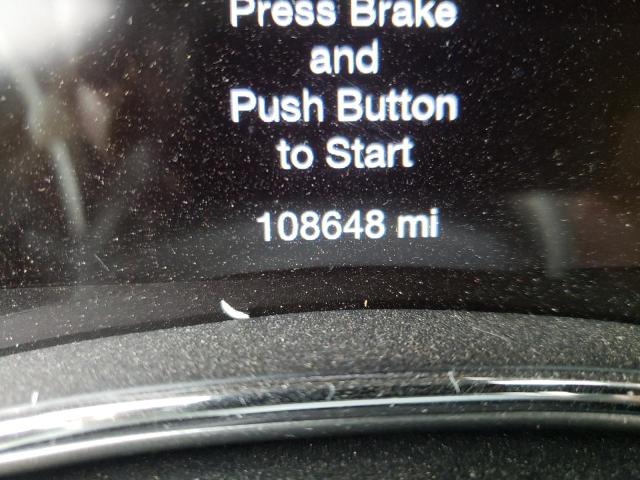 Press Brake
and
Push Button
to Start
108648 mi